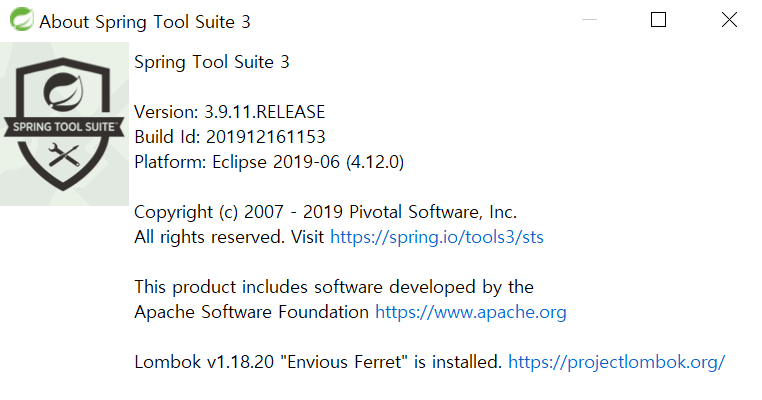 About Spring Tool Suite 3
SPRING TOOL SUITE™
Spring Tool Suite 3
Version: 3.9.11.RELEASE
Build Id: 201912161153
Platform: Eclipse 2019-06 (4.12.0)
Copyright (c) 2007 - 2019 Pivotal Software, Inc.
All rights reserved. Visit https://spring.io/tools3/sts
This product includes software developed by the
Apache Software Foundation https://www.apache.org
Lombok v1.18.20 "Envious Ferret" is installed. https://projectlombok.org/